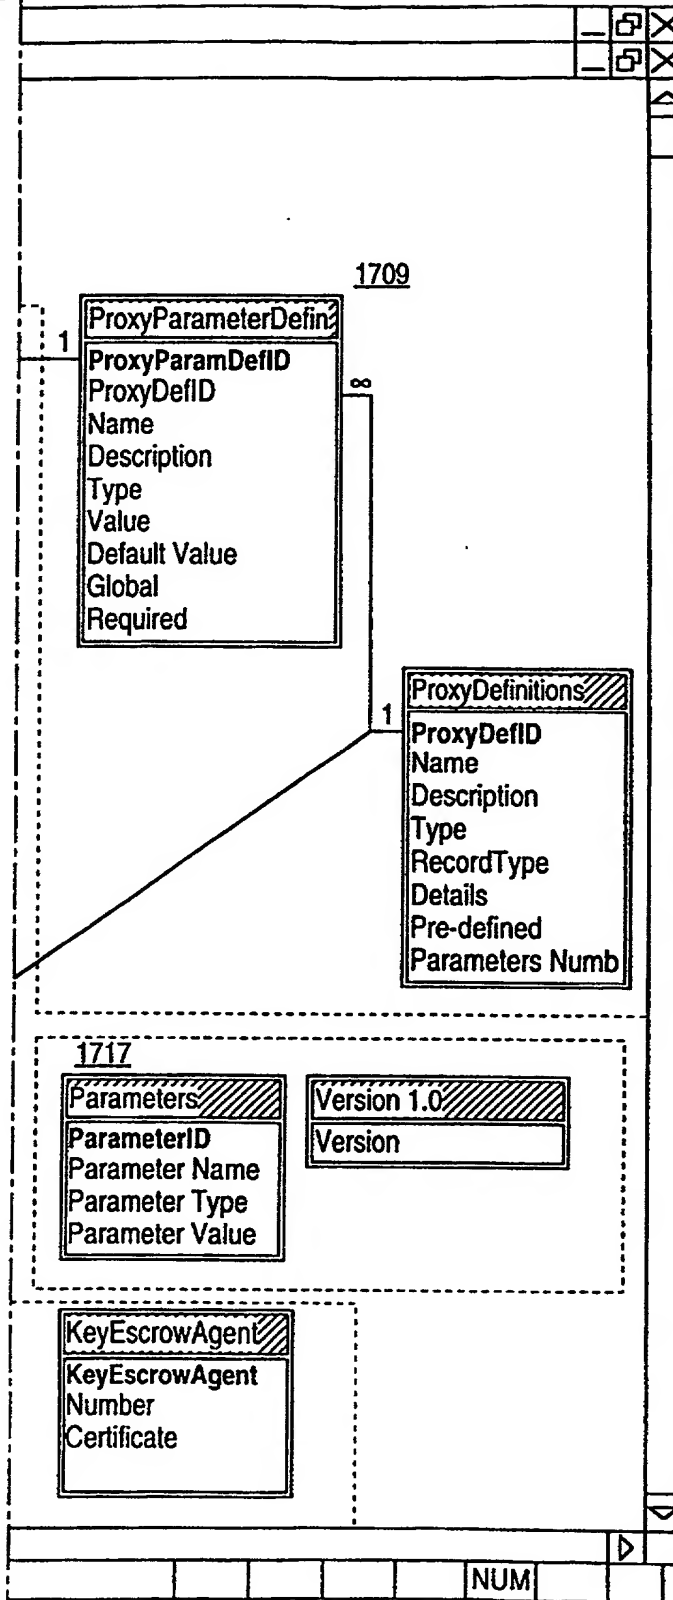 1709
ProxyParameterDefin
1
ProxyParamDefID
∞
ProxyDefID
Name
Description
Type
Value
Default Value
Global
Required
ProxyDefinitions
1
ProxyDefID
Name
Description
Type
RecordType
Details
Pre-defined
Parameters Numb
1717
Parameters
ParameterID
Parameter Name
Parameter Type
Parameter Value
Version 1.0
Version
KeyEscrowAgent
KeyEscrowAgent
Number
Certificate
NUM